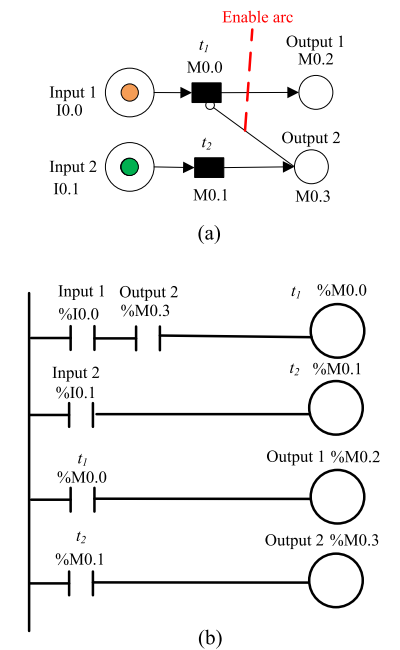 Enable arc
t1
M0.0
Output 1
M0.2
Input 1
I0.0
t2
Output 2
Input 2
I0.1
M0.1
M0.3
(a)
Input 1
%I0.0
Output 2
%M0.3
t1 %M0.0
Input 2
%I0.1
t2 %M0.1
t1
%M0.0
Output 1 %M0.2
t2
%M0.1
Output 2 %M0.3
(b)